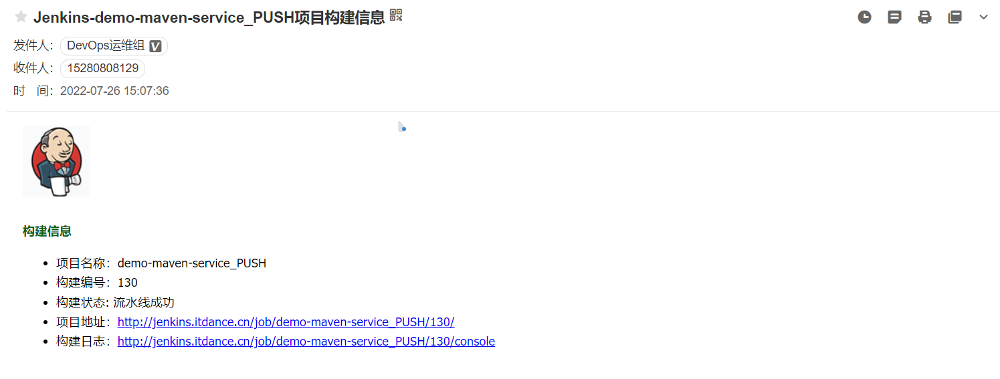 Jenkins-demo-maven-service_PUSH项目构建信息
发件人： DevOps运维组 V
收件人： 15280808129
时 间： 2022-07-26 15:07:36
构建信息
项目名称：demo-maven-service_PUSH
构建编号：130
构建状态: 流水线成功
项目地址：http://jenkins.itdance.cn/job/demo-maven-service_PUSH/130/
构建日志：http://jenkins.itdance.cn/job/demo-maven-service_PUSH/130/console